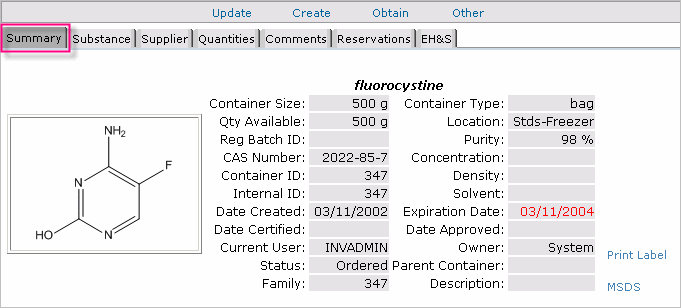 Update Create Obtain Other
Summary Substance Supplier Quantities Comments Reservations EH&S
fluorocystine
Container Size: 500 g Container Type: bag
Qty Available: 500 g Location: Stds-Freezer
Reg Batch ID: Purity: 98 %
CAS Number: 2022-85-7 Concentration:
Container ID: 347 Density:
Internal ID: 347 Solvent:
Date Created: 03/11/2002 Expiration Date: 03/11/2004
Date Certified: Date Approved:
Current User: INVADMIN Owner: System
Status: Ordered Parent Container:
Family: 347 Description:
NH2
F
N
N
HO
Print Label
MSDS